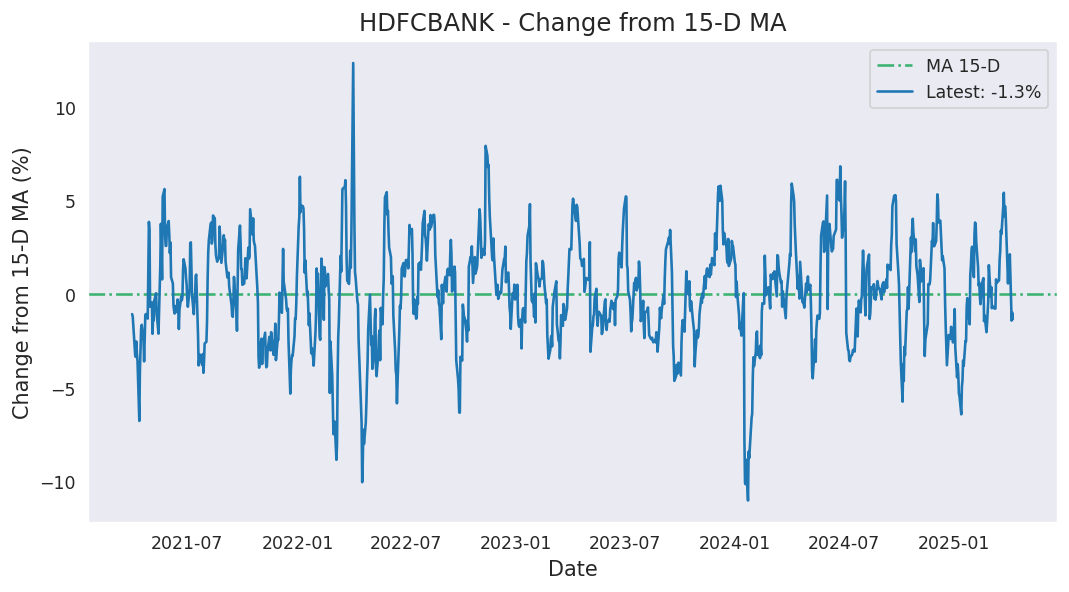 HDFCBANK - Change from 15-D MA
MA 15-D
Latest: -1.3%
Change from 15-D MA (%)
10
5
0
−5
−10
2021-07
2022-01
2022-07
2023-01
2023-07
2024-01
2024-07
2025-01
Date